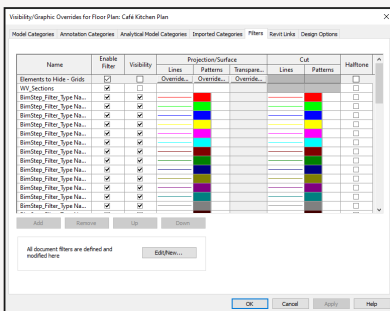 Visibility/Graphic Overrides for Floor Plan: Café Kitchen Plan
Model Categories Annotation Categories Analytical Model Categories Imported Categories Filters Revit Links Design Options
Name Enable Filter Visibility Projection/Surface Cut Halftone
Lines Patterns Transpare... Lines Patterns
Elements to Hide - Grids Override... Override... Override...
WV_Sections
BimStep_Filter_Type Na...
BimStep_Filter_Type Na...
BimStep_Filter_Type Na...
BimStep_Filter_Type Na...
BimStep_Filter_Type Na...
BimStep_Filter_Type Na...
BimStep_Filter_Type Na...
BimStep_Filter_Type Na...
BimStep_Filter_Type Na...
BimStep_Filter_Type Na...
BimStep_Filter_Type Na...
BimStep_Filter_Type Na...
BimStep_Filter_Type Na...
Add Remove Up Down
All document filters are defined and
modified here
Edit/New...
OK Cancel Apply Help